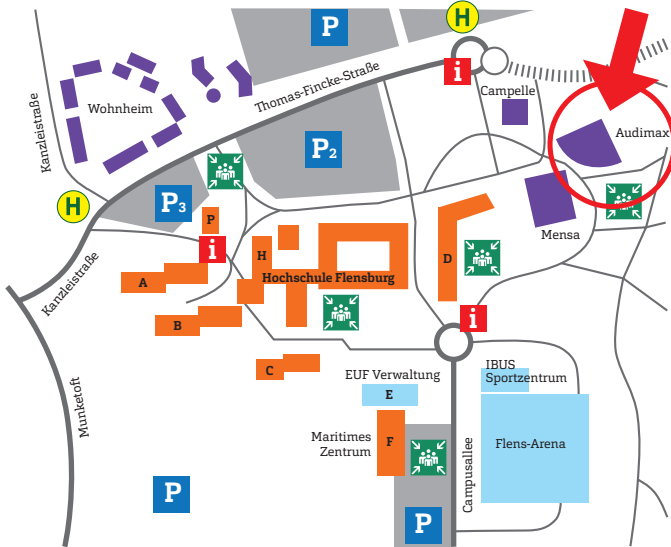 P
H
i
Thomas-Fincke-Straße
Kanzleistraße
Wohnheim
Campelle
Audimax
P2
H
P3
P
i
Mensa
H
Hochschule Flensburg
D
A
Kanzleistraße
B
i
C
EUF Verwaltung
E
IBUS
Sportzentrum
Munketoft
Maritimes
Zentrum
F
Campusallee
Flens-Arena
P
P